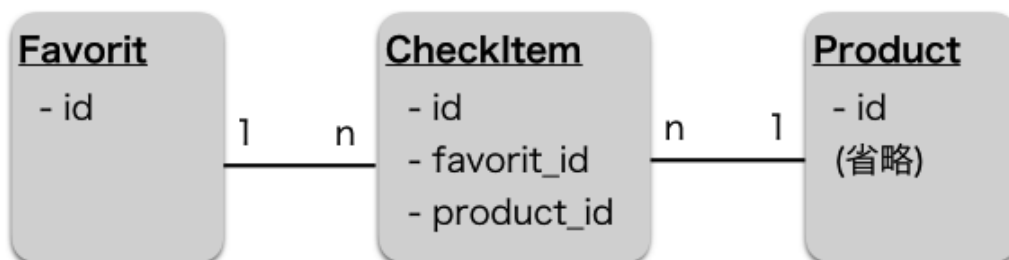 Favorit
- id
1
n
CheckItem
- id
- favorit_id
- product_id
n
1
Product
- id
(省略)